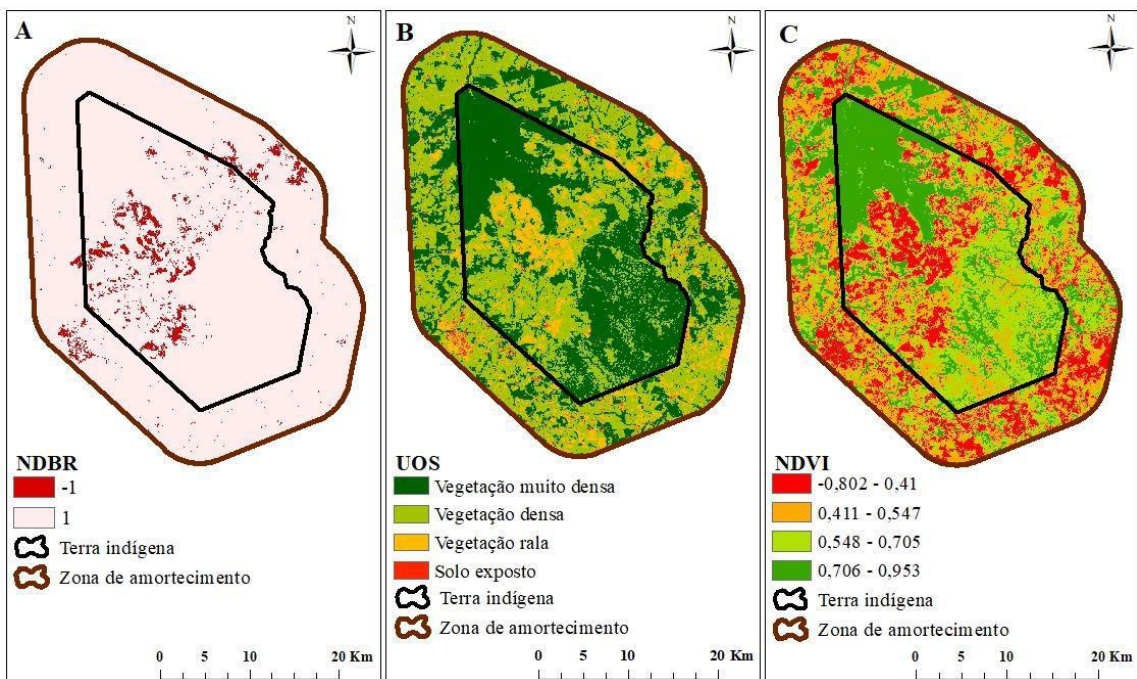 A
N
NDBR
-1
1
Terra indígena
Zona de amortecimento
0 5 10 20 Km
B
N
UOS
Vegetação muito densa
Vegetação densa
Vegetação rala
Solo exposto
Terra indígena
Zona de amortecimento
0 5 10 20 Km
C
N
NDVI
-0,802 - 0,41
0,411 - 0,547
0,548 - 0,705
0,706 - 0,953
Terra indígena
Zona de amortecimento
0 5 10 20 Km